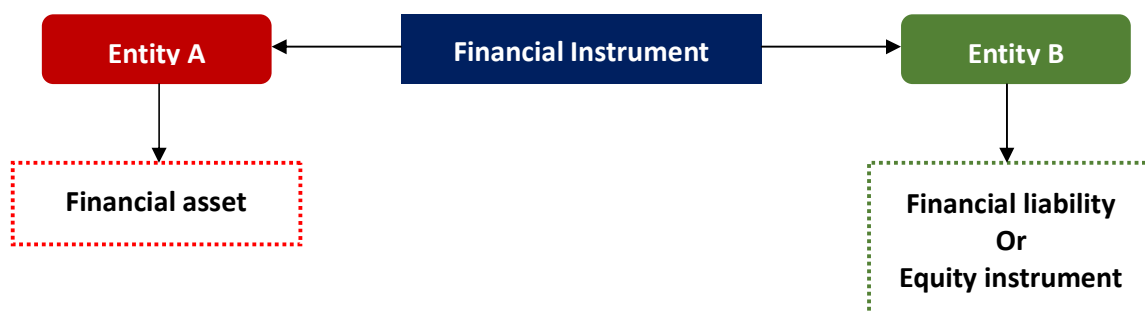 Entity A
Financial Instrument
Entity B
Financial asset
Financial liability
Or
Equity instrument